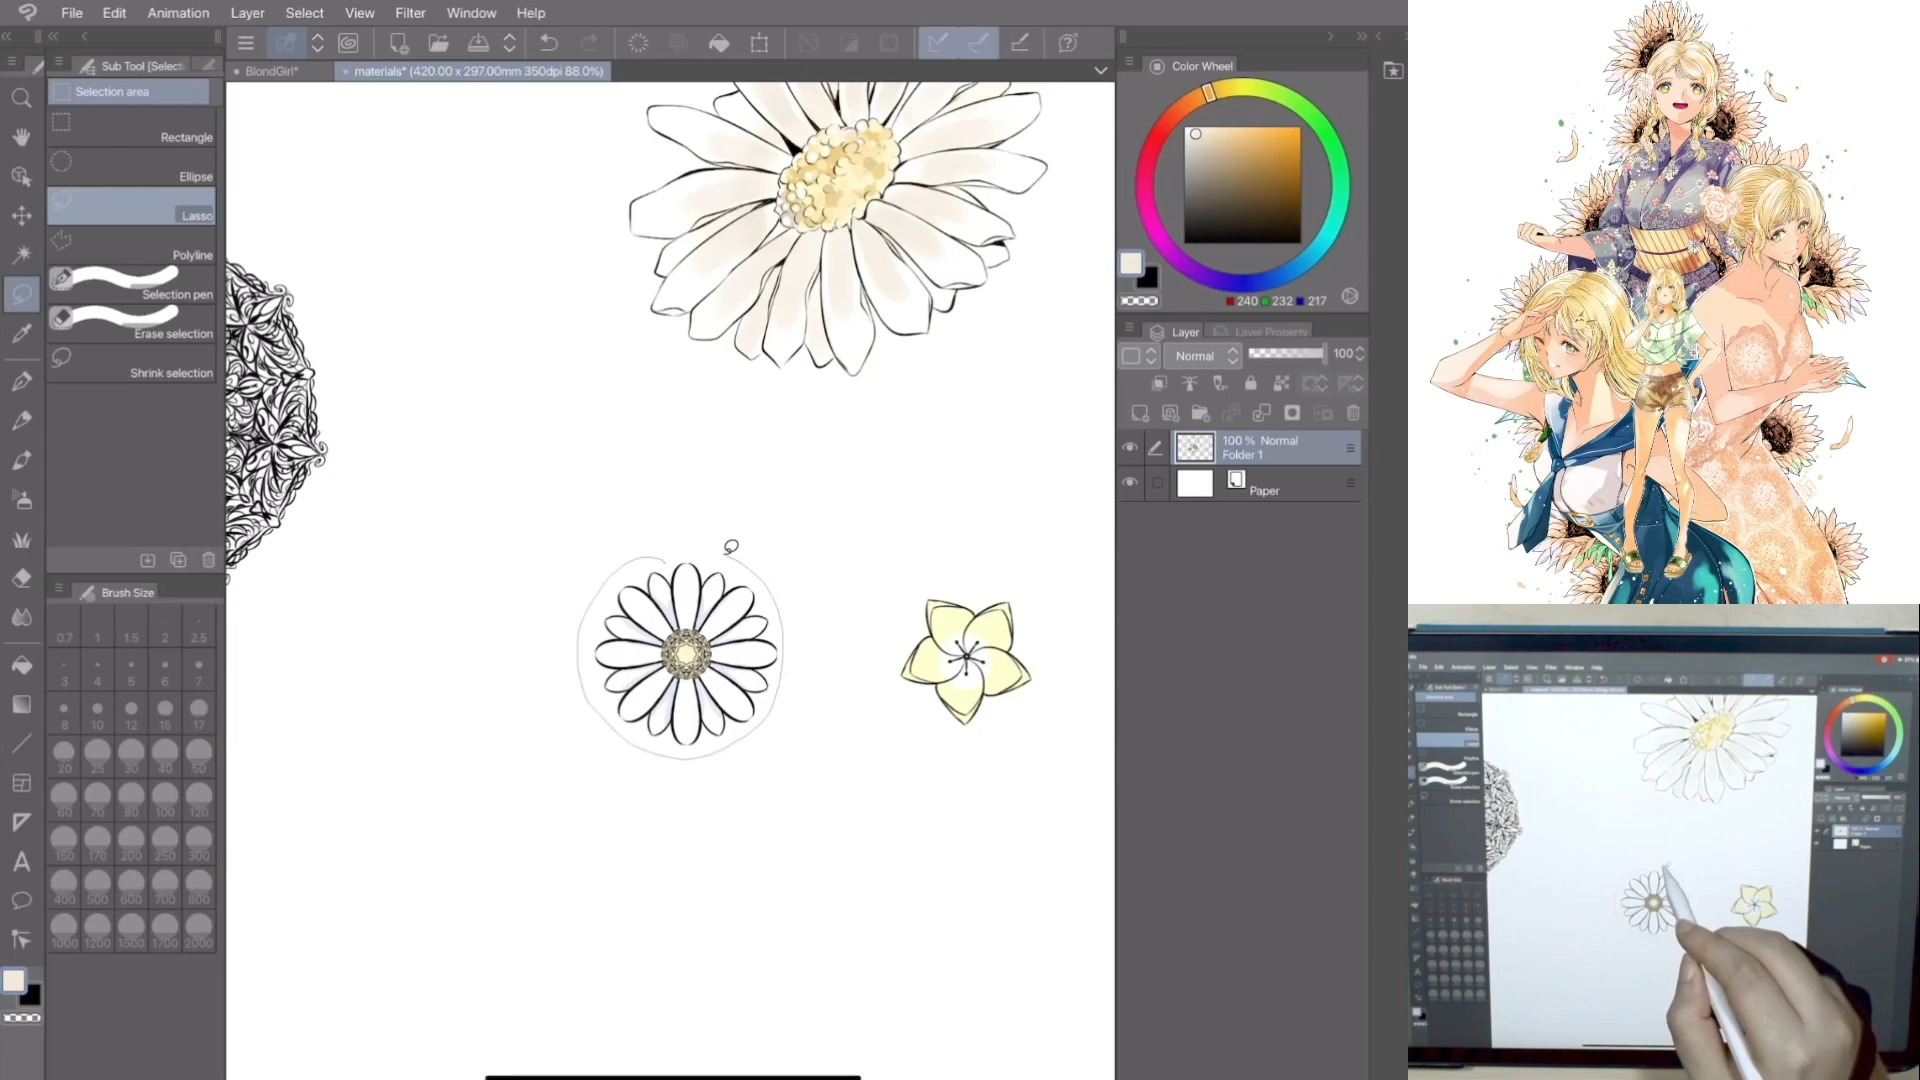 File Edit Animation Layer Select View Filter Window Help
Sub Tool [Select
BlondGirl* materials* (420.00 x 297.00mm 350dpi 88.0%)
Color Wheel
Selection area
Rectangle
Ellipse
Lasso
Polyline
Selection pen
Erase selection
Shrink selection
240 232 217
Layer Layer Property
Normal 100
100 % Normal
Folder 1
Paper
Brush Size
0.7 1 1.5 2 2.5
3 4 5 6 7
8 10 12 15 17
20 25 30 40 50
60 70 80 100 120
150 170 200 250 300
400 500 600 700 800
1000 1200 1500 1700 2000
A